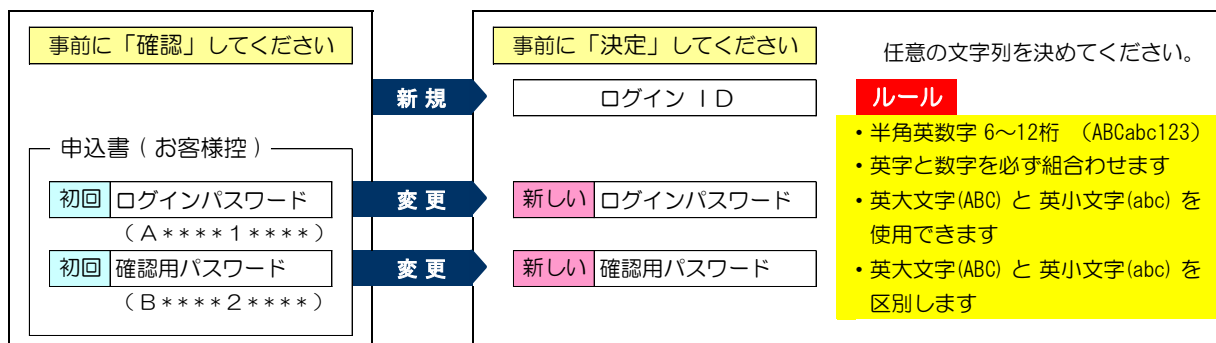 事前に「確認」してください
申込書（お客様控）
初回 ログインパスワード
（Ａ＊＊＊＊１＊＊＊＊）
初回 確認用パスワード
（Ｂ＊＊＊＊２＊＊＊＊）
新 規
変 更
変 更
事前に「決定」してください
ログイン ＩＤ
新しい ログインパスワード
新しい 確認用パスワード
任意の文字列を決めてください。
ルール
・半角英数字 6～12桁 （ABCabc123）
・英字と数字を必ず組合わせます
・英大文字(ABC) と 英小文字(abc) を
使用できます
・英大文字(ABC) と 英小文字(abc) を
区別します